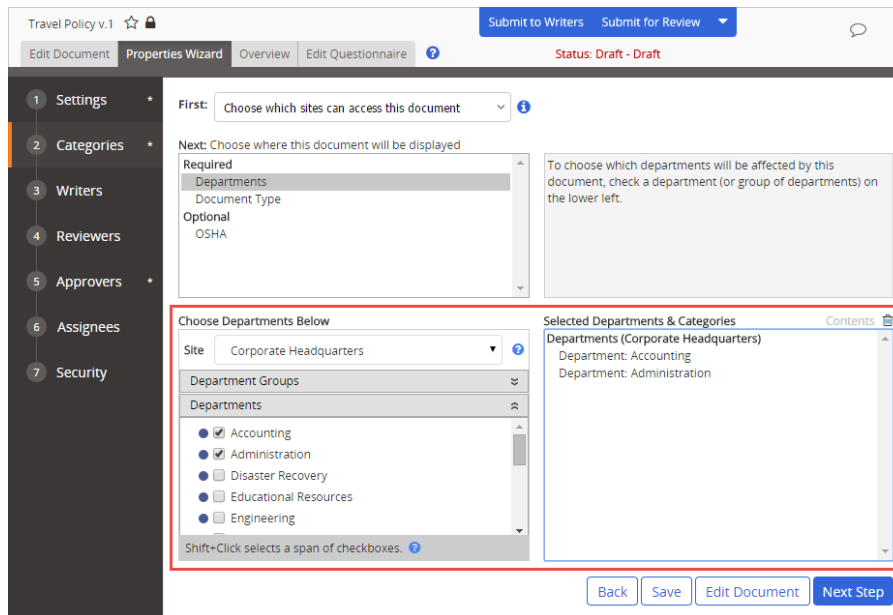 Travel Policy v.1
Submit to Writers Submit for Review
Edit Document Properties Wizard Overview Edit Questionnaire ? Status: Draft - Draft
1 Settings *
2 Categories *
3 Writers
4 Reviewers
5 Approvers *
6 Assignees
7 Security
First: Choose which sites can access this document i
Next: Choose where this document will be displayed
Required
Departments
Document Type
Optional
OSHA
To choose which departments will be affected by this
document, check a department (or group of departments) on
the lower left.
Choose Departments Below
Site Corporate Headquarters ?
Department Groups
Departments
Accounting
Administration
Disaster Recovery
Educational Resources
Engineering
Shift+Click selects a span of checkboxes. ?
Selected Departments & Categories Contents
Departments (Corporate Headquarters)
Department: Accounting
Department: Administration
Back Save Edit Document Next Step